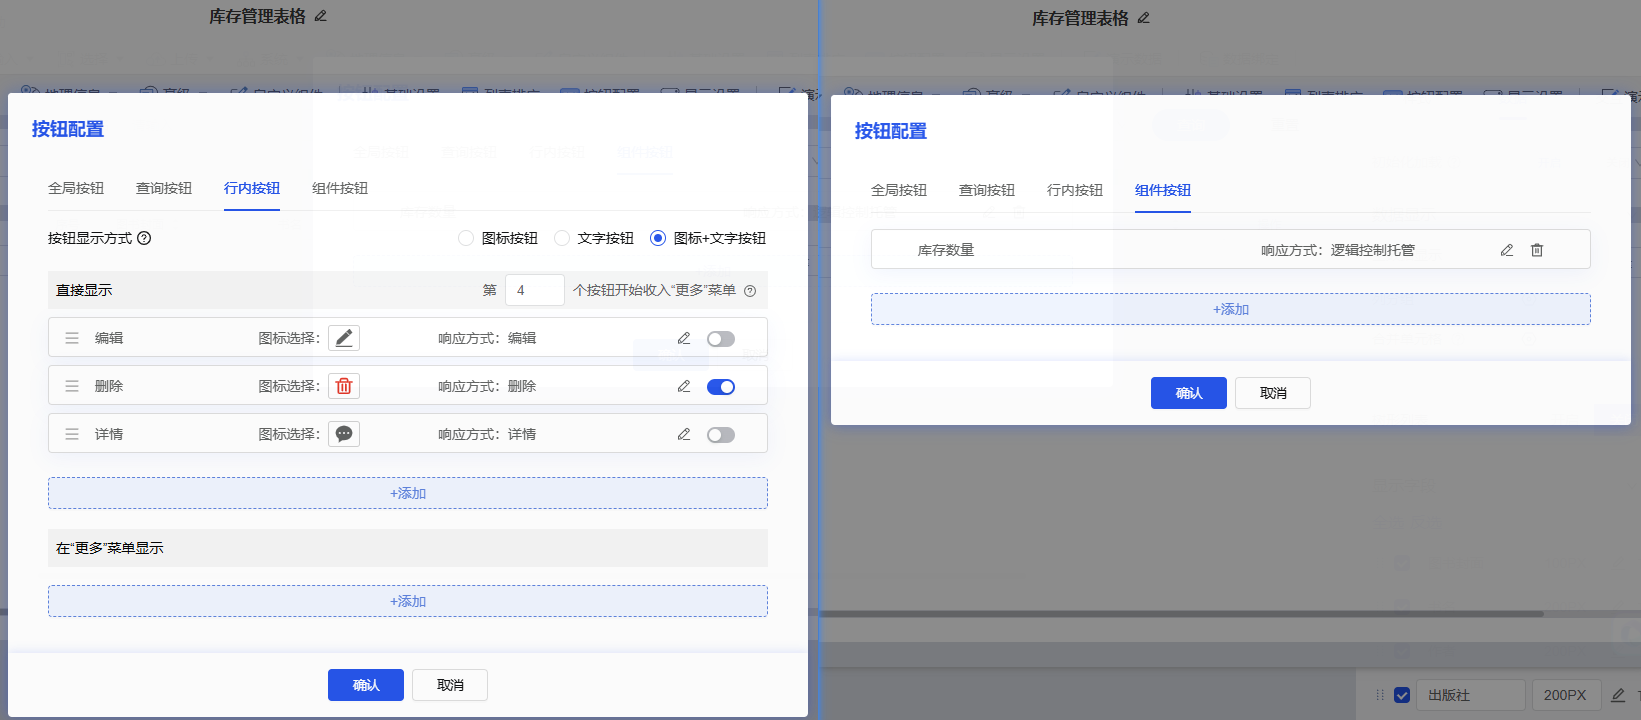 库存管理表格
按钮配置
全局按钮 查询按钮 行内按钮 组件按钮
按钮显示方式 图标按钮 文字按钮 图标+文字按钮
直接显示 第 4 个按钮开始收入“更多”菜单
编辑 图标选择： 响应方式：编辑
删除 图标选择： 响应方式：删除
详情 图标选择： 响应方式：详情
+添加
在“更多”菜单显示
+添加
确认 取消
库存管理表格
按钮配置
全局按钮 查询按钮 行内按钮 组件按钮
库存数量 响应方式：逻辑控制托管
+添加
确认 取消
出版社 200PX